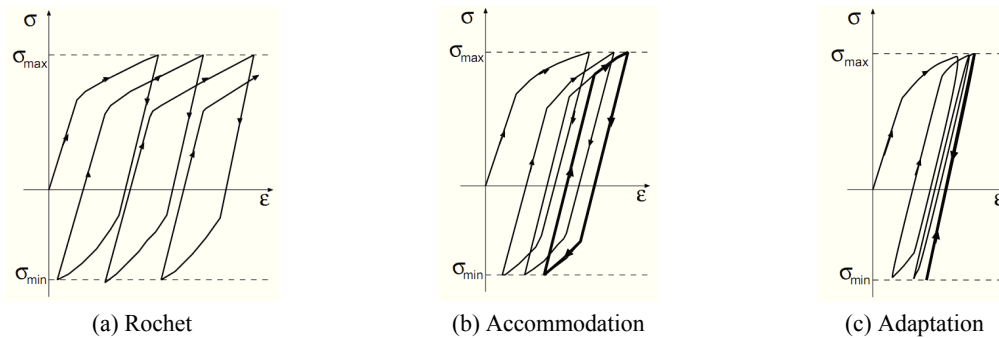 σ
σmax
ε
σmin
(a) Rochet
σ
σmax
ε
σmin
(b) Accommodation
σ
σmax
ε
σmin
(c) Adaptation